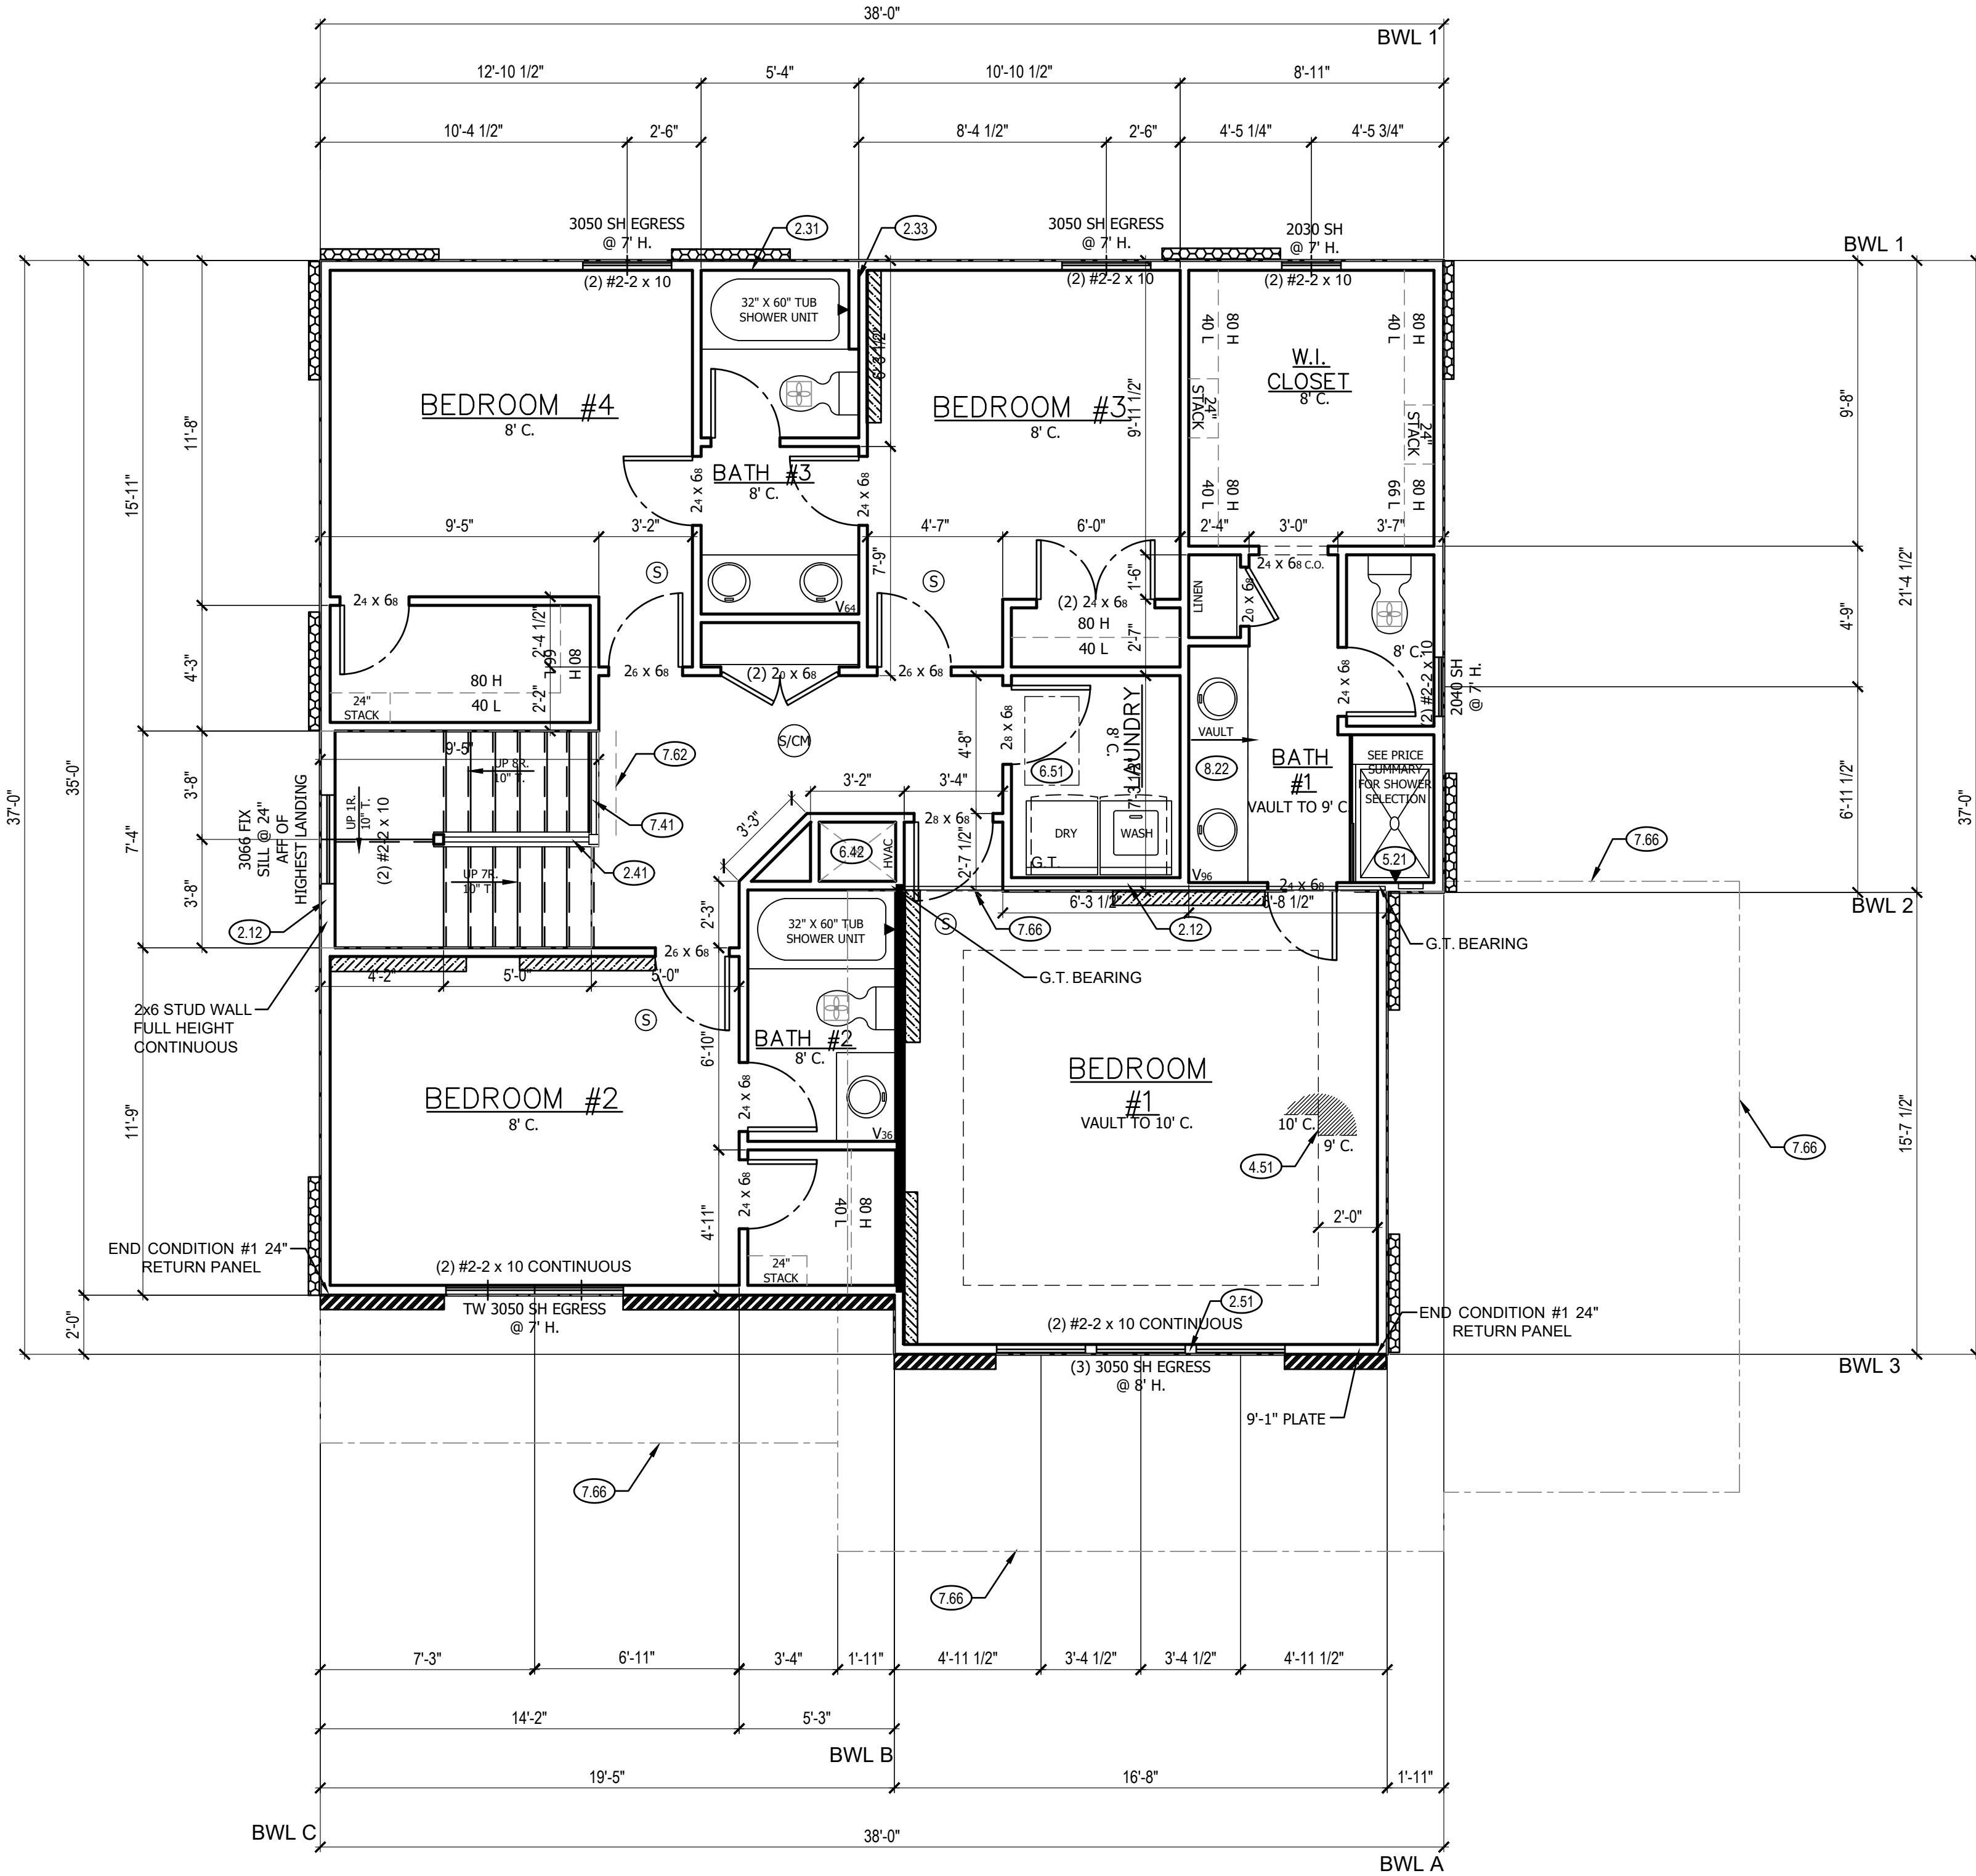 38'-0"
BWL 1
12'-10 1/2"
5'-4"
10'-10 1/2"
8'-11"
10'-4 1/2"
2'-6"
8'-4 1/2"
2'-6"
4'-5 1/4"
4'-5 3/4"
3050 SH EGRESS
@ 7' H.
(2) #2-2 x 10
2.31
2.33
3050 SH EGRESS
@ 7' H.
(2) #2-2 x 10
2030 SH
@ 7' H.
(2) #2-2 x 10
BWL 1
32" X 60" TUB
SHOWER UNIT
BEDROOM #4
8' C.
BEDROOM #3
8' C.
W.I.
CLOSET
8' C.
40 L
80 H
40 L
80 H
24"
STACK
24"
STACK
40 L
80 H
66 L
80 H
9'-11 1/2"
BATH #3
8' C.
24 x 68
24 x 68
9'-5"
3'-2"
4'-7"
6'-0"
2'-4"
3'-0"
3'-7"
7'-9"
1'-6"
24 x 68 C.O.
S
S
24 x 68
V64
(2) 24 x 68
80 H
40 L
LINEN
20 x 68
8' C.
2'-4 1/2"
66 L
80 H
2'-7"
26 x 68
(2) 20 x 68
26 x 68
24 x 68
(2) #2-2 x 10
2040 SH
@ 7' H.
80 H
40 L
24"
STACK
2'-2"
37'-0"
35'-0"
15'-11"
11'-8"
4'-3"
7'-4"
3'-8"
3'-8"
11'-9"
2'-0"
9'-8"
4'-9"
6'-11 1/2"
21'-4 1/2"
15'-7 1/2"
37'-0"
S/CM
28 x 68
LAUNDRY
8' C.
4'-8"
6.51
VAULT
8.22
BATH
#1
VAULT TO 9' C
SEE PRICE
SUMMARY
FOR SHOWER
SELECTION
7.62
9'-5"
UP 8R.
10" T.
UP 1R.
10" T.
(2) #2-2 x 10
3066 FIX
SILL @ 24"
AFF OF
HIGHEST LANDING
7.41
2.41
UP 7R.
10" T.
3'-2"
3'-4"
3'-3"
28 x 68
2'-7 1/2"
6.42
HVAC
DRY
WASH
G.T.
V96
24 x 68
5.21
7.66
2.12
2'-3"
32" X 60" TUB
SHOWER UNIT
6'-3 1/2"
S
7.66
2.12
BWL 2
G.T. BEARING
G.T. BEARING
26 x 68
4'-2"
5'-0"
5'-0"
2x6 STUD WALL
FULL HEIGHT
CONTINUOUS
S
6'-10"
BATH #2
8' C.
BEDROOM #2
8' C.
24 x 68
V36
BEDROOM
#1
VAULT TO 10' C.
10' C.
9' C.
4.51
7.66
24 x 68
40 L
80 H
4'-11"
24"
STACK
2'-0"
END CONDITION #1 24"
RETURN PANEL
(2) #2-2 x 10 CONTINUOUS
TW 3050 SH EGRESS
@ 7' H.
2.51
(2) #2-2 x 10 CONTINUOUS
(3) 3050 SH EGRESS
@ 8' H.
END CONDITION #1 24"
RETURN PANEL
BWL 3
9'-1" PLATE
7.66
7.66
7'-3"
6'-11"
3'-4"
1'-11"
4'-11 1/2"
3'-4 1/2"
3'-4 1/2"
4'-11 1/2"
14'-2"
5'-3"
BWL B
19'-5"
16'-8"
1'-11"
BWL C
38'-0"
BWL A